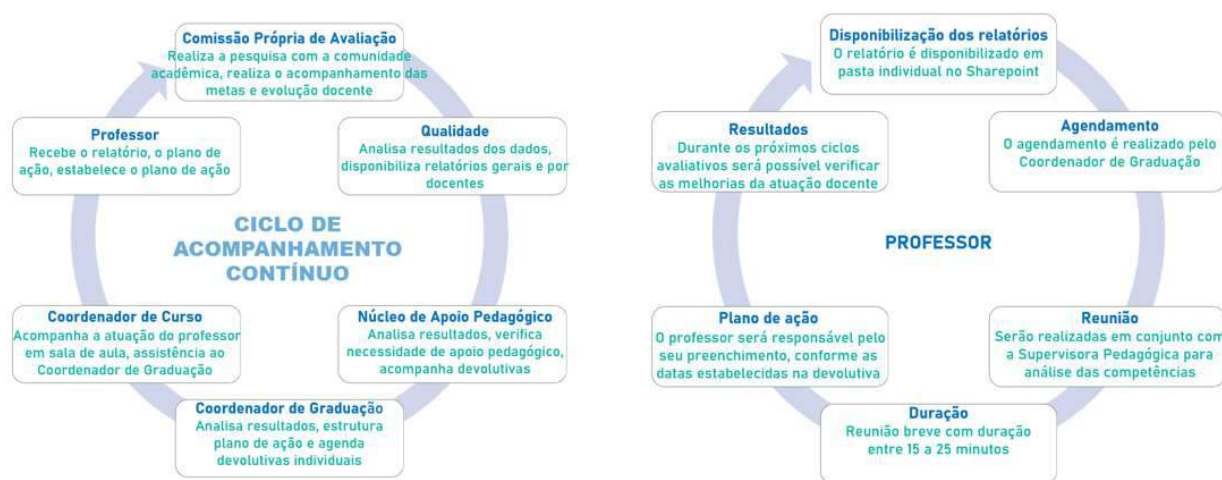 Comissão Própria de Avaliação
Realiza a pesquisa com a comunidade
acadêmica, realiza o acompanhamento das
metas e evolução docente
Qualidade
Analisa resultados dos dados,
disponibiliza relatórios gerais e por
docentes
Núcleo de Apoio Pedagógico
Analisa resultados, verifica
necessidade de apoio pedagógico,
acompanha devolutivas
Coordenador de Graduação
Analisa resultados, estrutura
plano de ação e agenda
devolutivas individuais
Coordenador de Curso
Acompanha a atuação do professor
em sala de aula, assistência ao
Coordenador de Graduação
Professor
Recebe o relatório, o plano de
ação, estabelece o plano de ação
CICLO DE
ACOMPANHAMENTO
CONTÍNUO
Disponibilização dos relatórios
O relatório é disponibilizado em
pasta individual no Sharepoint
Agendamento
O agendamento é realizado pelo
Coordenador de Graduação
Reunião
Serão realizadas em conjunto com
a Supervisora Pedagógica para
análise das competências
Duração
Reunião breve com duração
entre 15 a 25 minutos
Plano de ação
O professor será responsável pelo
seu preenchimento, conforme as
datas estabelecidas na devolutiva
Resultados
Durante os próximos ciclos
avaliativos será possível verificar
as melhorias da atuação docente
PROFESSOR